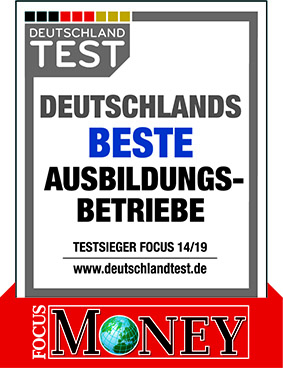 DEUTSCHLAND
TEST
DEUTSCHLANDS
BESTE
AUSBILDUNGS-
BETRIEBE
TESTSIEGER FOCUS 14/19
www.deutschlandtest.de
FOCUS
MONEY